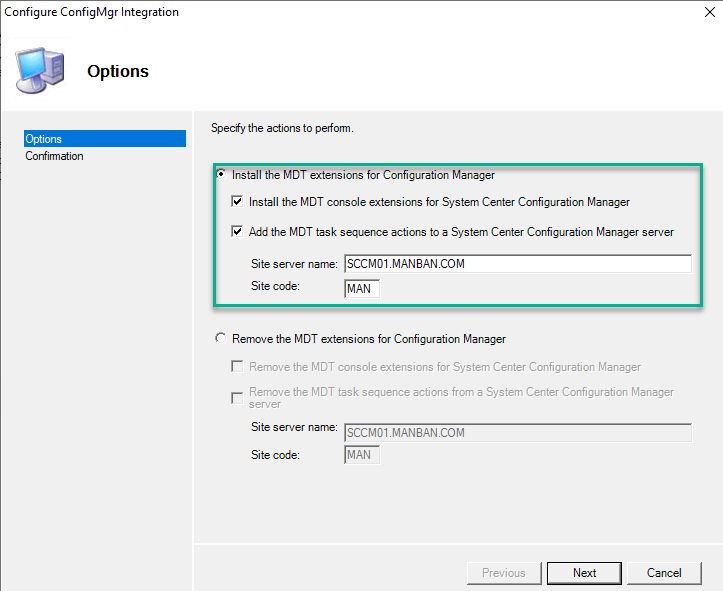 Configure ConfigMgr Integration
Options
Options
Confirmation
Specify the actions to perform.
Install the MDT extensions for Configuration Manager
Install the MDT console extensions for System Center Configuration Manager
Add the MDT task sequence actions to a System Center Configuration Manager server
Site server name: SCCM01.MANBAN.COM
Site code: MAN
Remove the MDT extensions for Configuration Manager
Remove the MDT console extensions for System Center Configuration Manager
Remove the MDT task sequence actions from a System Center Configuration Manager
server
Site server name: SCCM01.MANBAN.COM
Site code: MAN
Previous Next Cancel